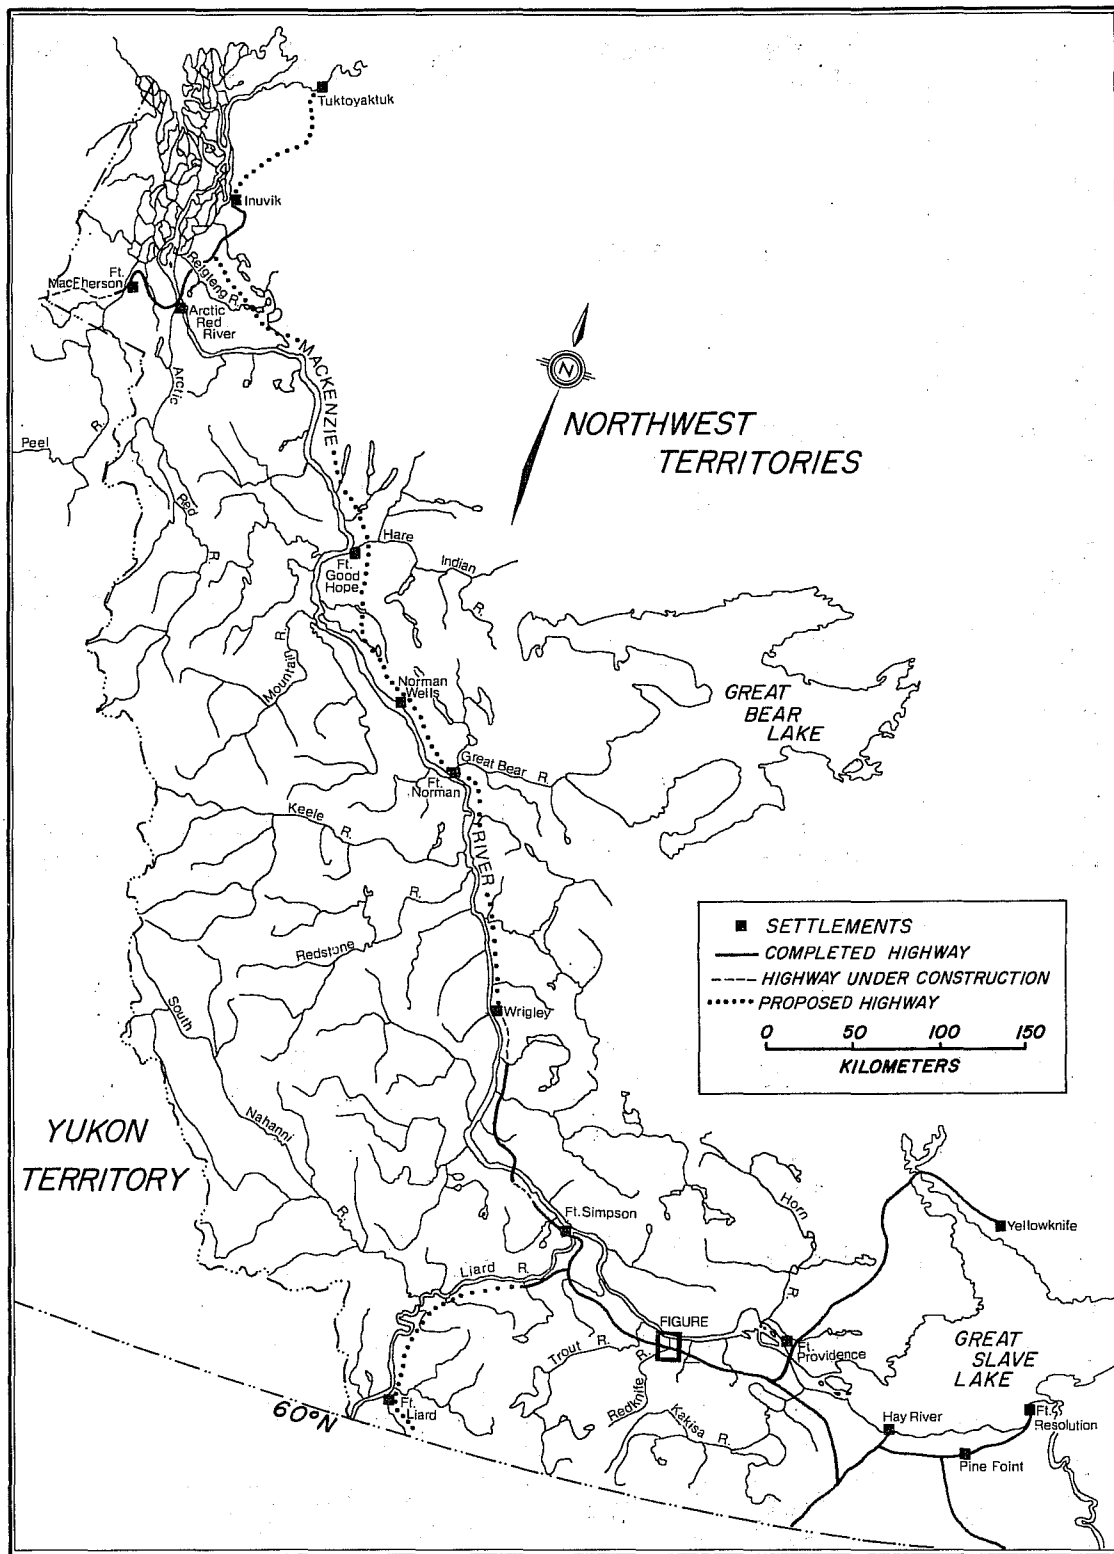 Tuktoyaktuk
Inuvik
Ft.
MacFherson
Relgleng R.
Arctic
Red
River
MACKENZIE
Arctic
Red
R.
Peel
R.
N
NORTHWEST
TERRITORIES
Hare
Indian
R.
Ft.
Good
Hope
Mountain
R.
Norman
Wells
GREAT
BEAR
LAKE
Great Bear R.
Ft.
Norman
Keele
R.
RIVER
R.
Redstone
SETTLEMENTS
COMPLETED HIGHWAY
HIGHWAY UNDER CONSTRUCTION
PROPOSED HIGHWAY
0 50 100 150
KILOMETERS
Wrigley
South
Nahanni
R.
YUKON
TERRITORY
Horn
R.
Ft. Simpson
Yellowknife
Liard R.
FIGURE
Trout R.
Ft.
Providence
GREAT
SLAVE
LAKE
Redknife
R.
Kakisa R.
Ft.
Liard
60°N
Hay River
Ft.
Resolution
Pine Foint